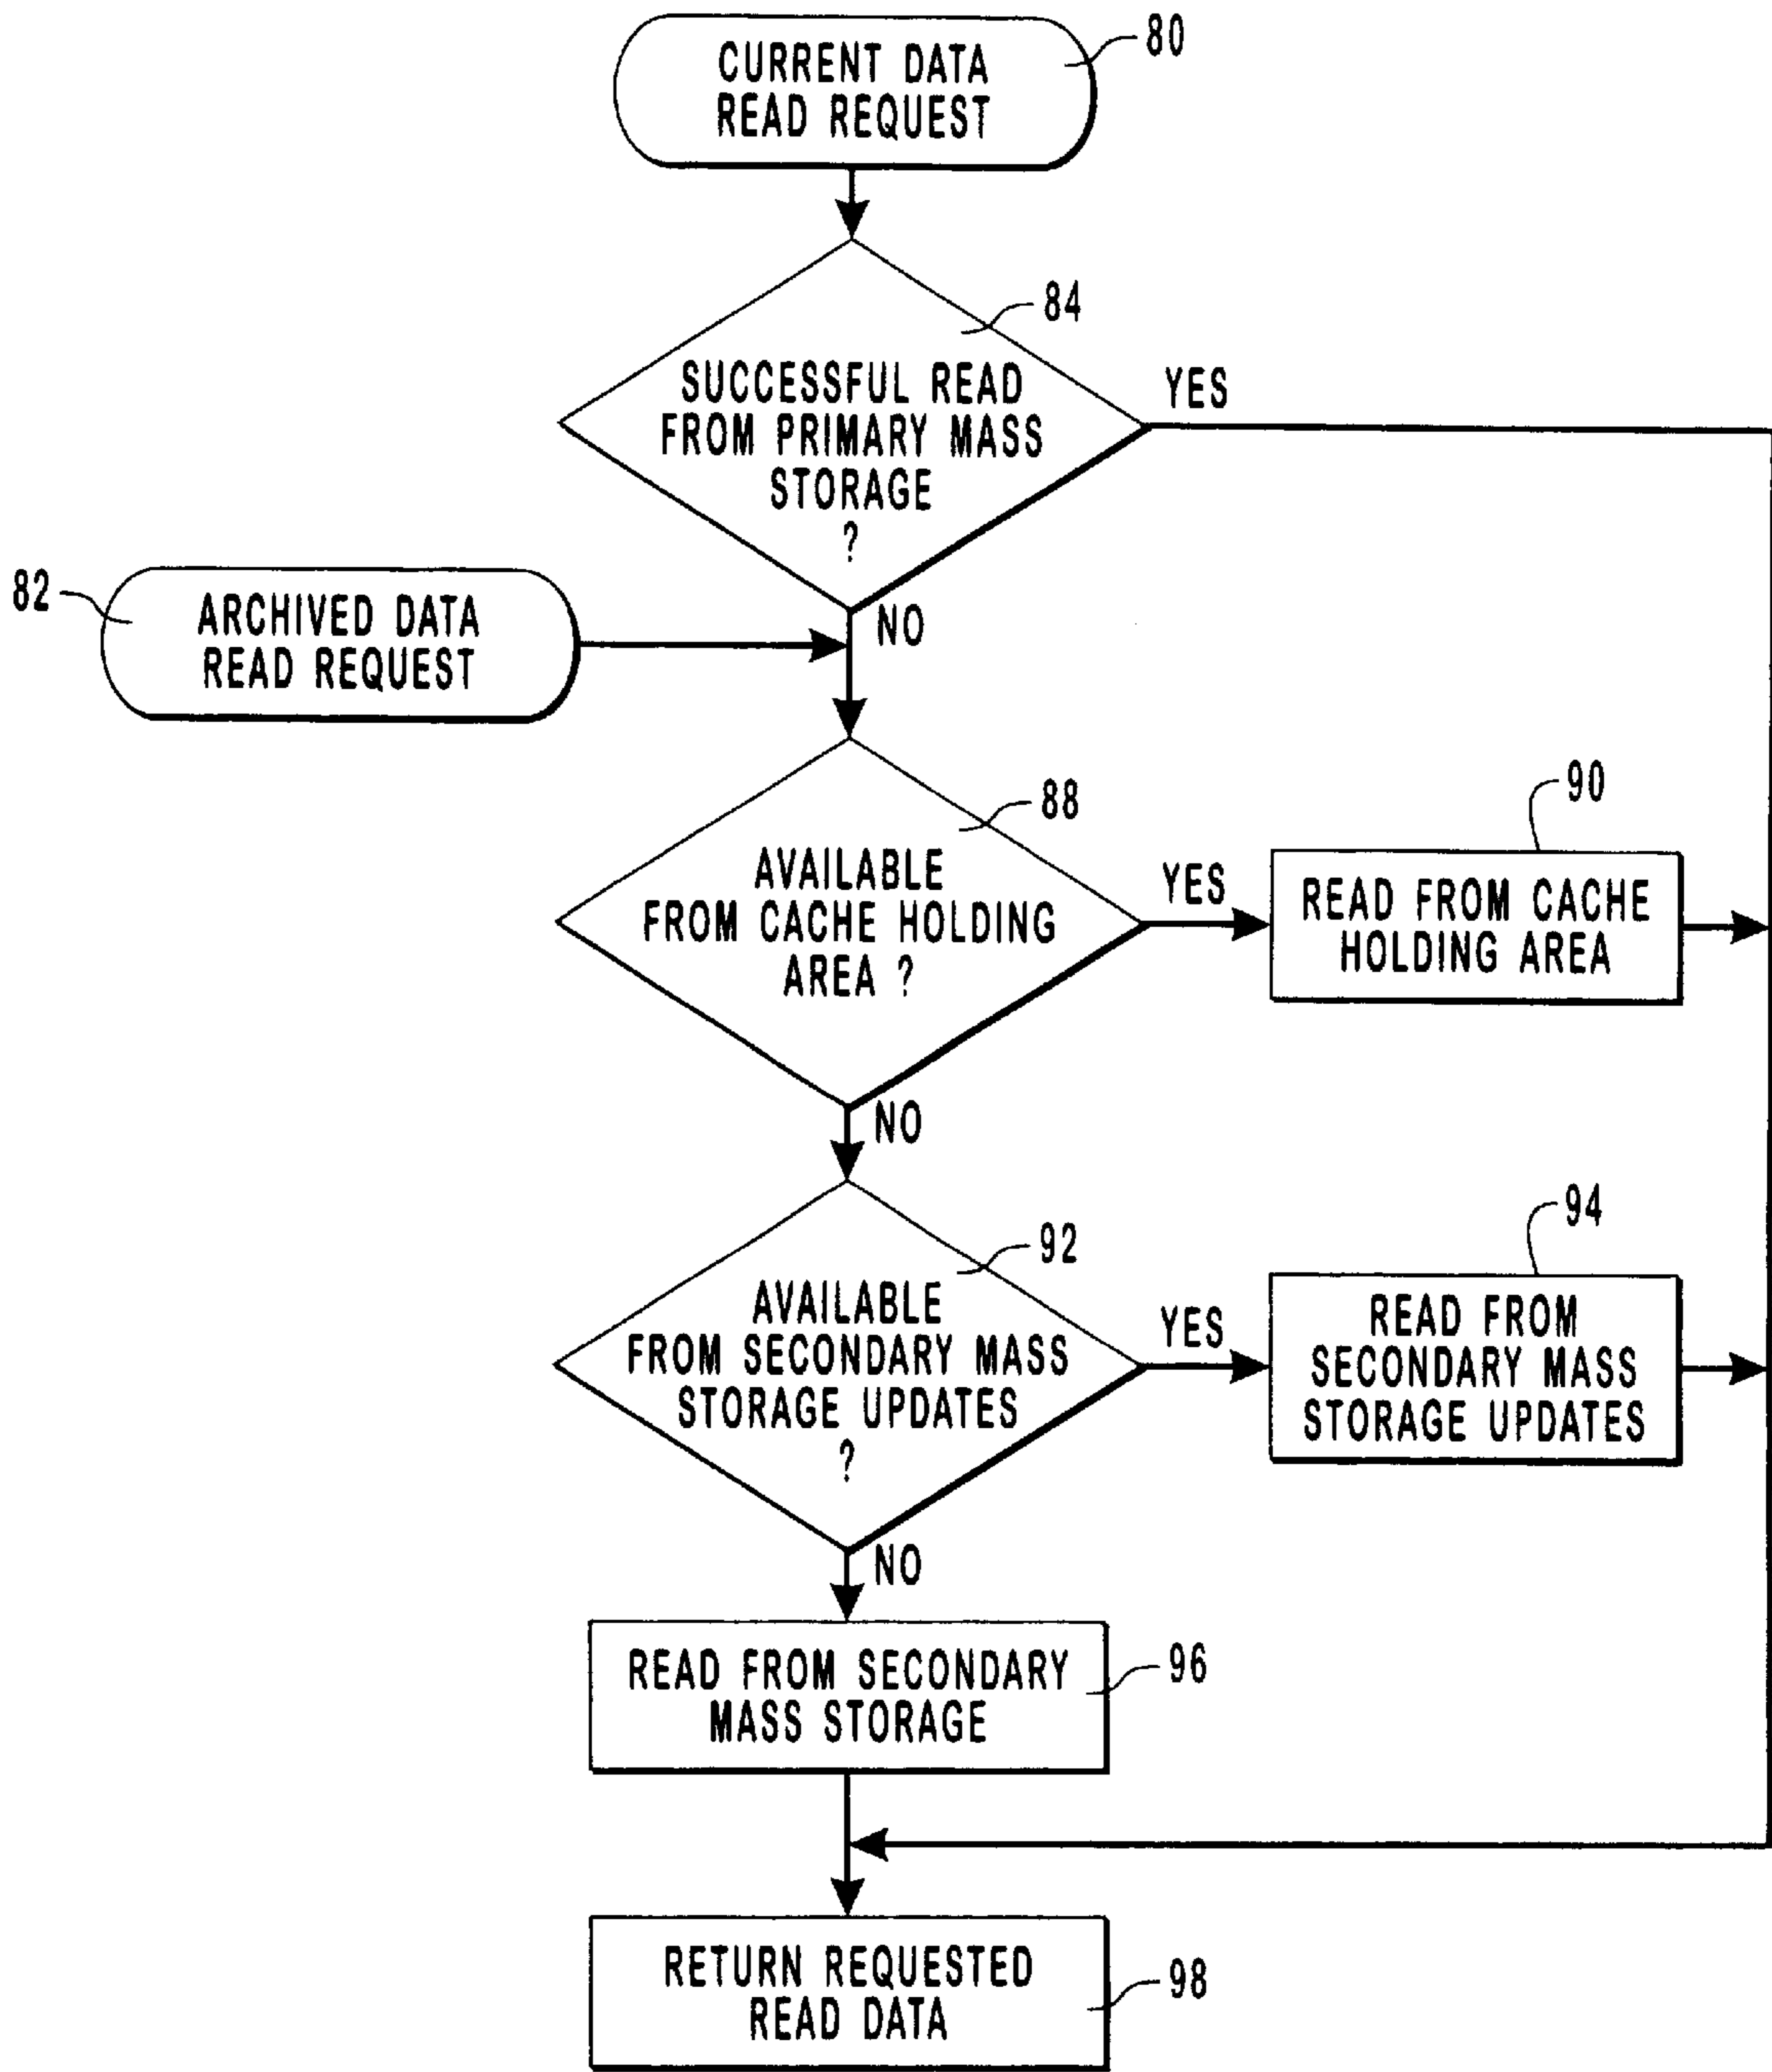 CURRENT DATA
READ REQUEST
80
84
SUCCESSFUL READ
FROM PRIMARY MASS
STORAGE
?
YES
NO
82
ARCHIVED DATA
READ REQUEST
88
AVAILABLE
FROM CACHE HOLDING
AREA ?
YES
NO
90
READ FROM CACHE
HOLDING AREA
92
AVAILABLE
FROM SECONDARY MASS
STORAGE UPDATES
?
YES
NO
94
READ FROM
SECONDARY MASS
STORAGE UPDATES
READ FROM SECONDARY
MASS STORAGE
96
RETURN REQUESTED
READ DATA
98